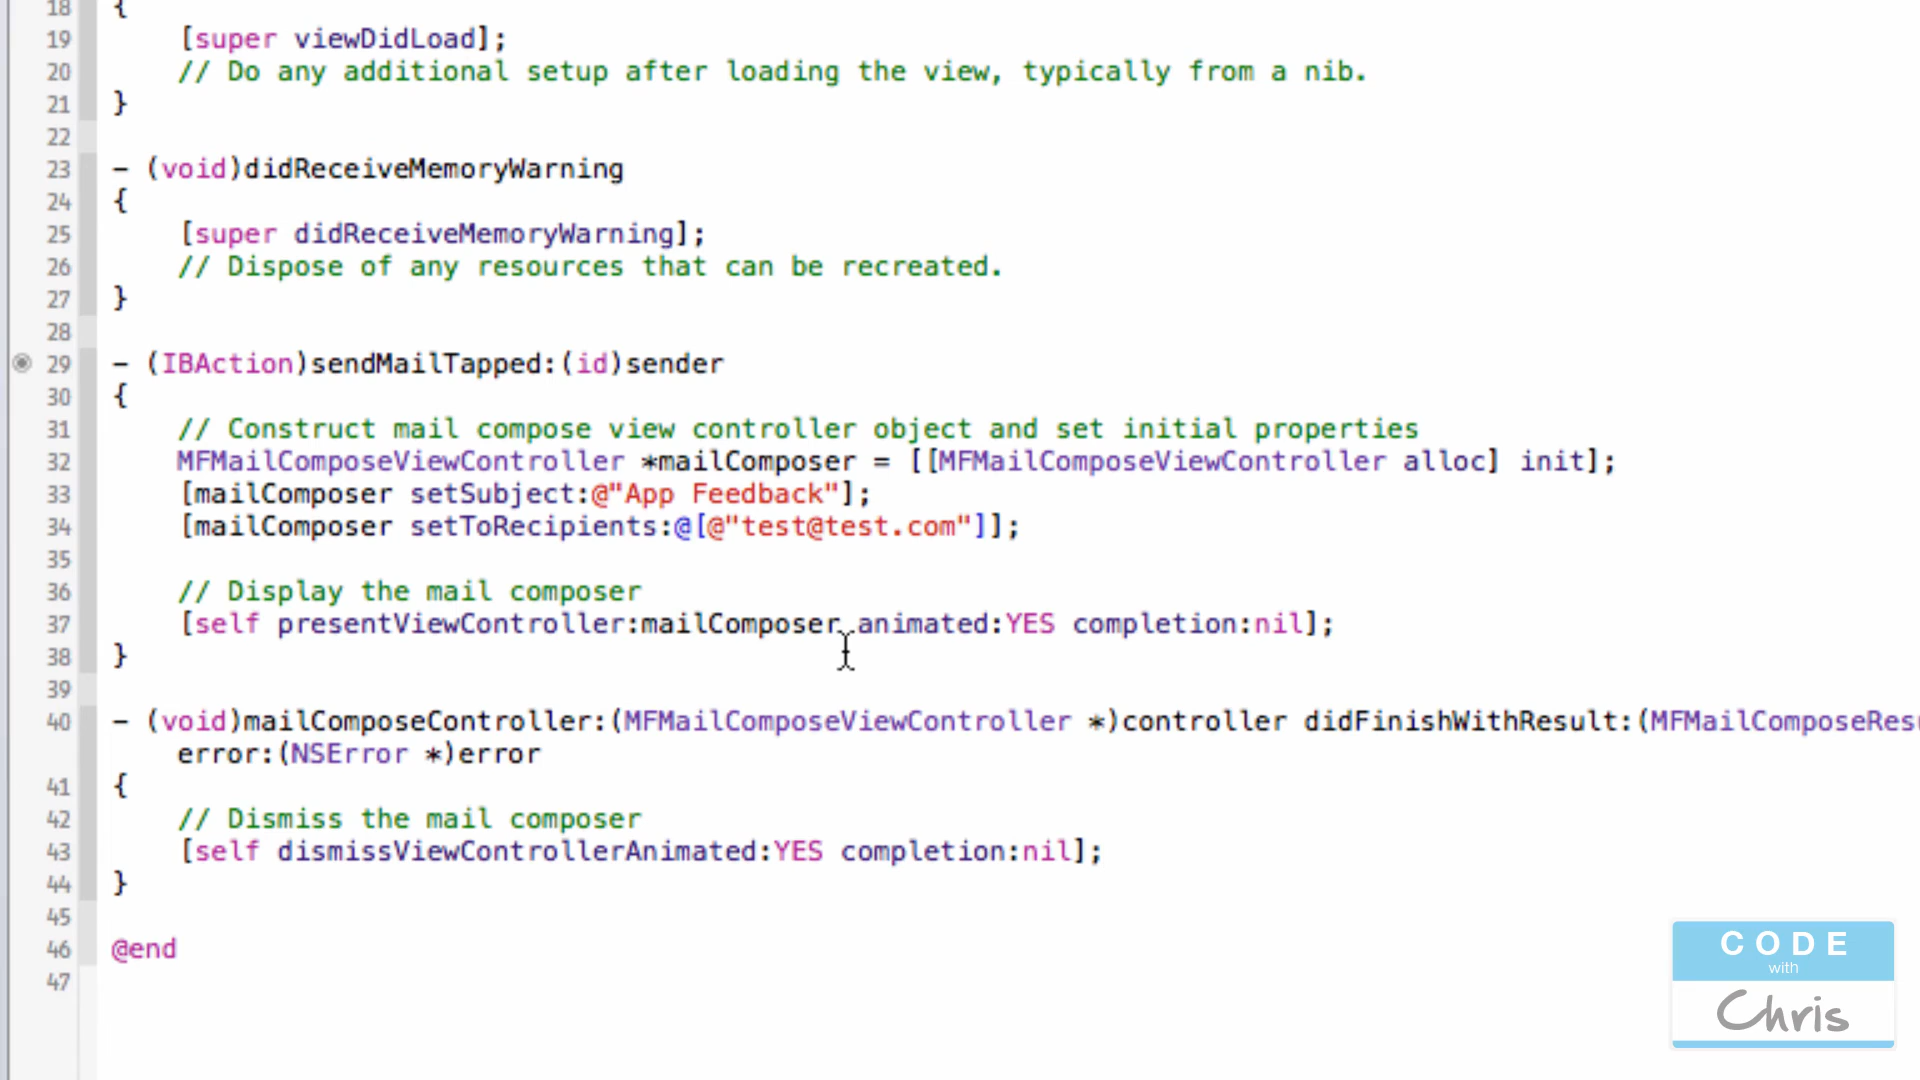 18 {
19 [super viewDidLoad];
20 // Do any additional setup after loading the view, typically from a nib.
21 }
22
23 - (void)didReceiveMemoryWarning
24 {
25 [super didReceiveMemoryWarning];
26 // Dispose of any resources that can be recreated.
27 }
28
29 - (IBAction)sendMailTapped:(id)sender
30 {
31 // Construct mail compose view controller object and set initial properties
32 MFMailComposeViewController *mailComposer = [[MFMailComposeViewController alloc] init];
33 [mailComposer setSubject:@"App Feedback"];
34 [mailComposer setToRecipients:@[@"test@test.com"]];
35
36 // Display the mail composer
37 [self presentViewController:mailComposer animated:YES completion:nil];
38 }
39
40 - (void)mailComposeController:(MFMailComposeViewController *)controller didFinishWithResult:(MFMailComposeRes
error:(NSError *)error
41 {
42 // Dismiss the mail composer
43 [self dismissViewControllerAnimated:YES completion:nil];
44 }
45
46 @end
47
CODE
with
Chris